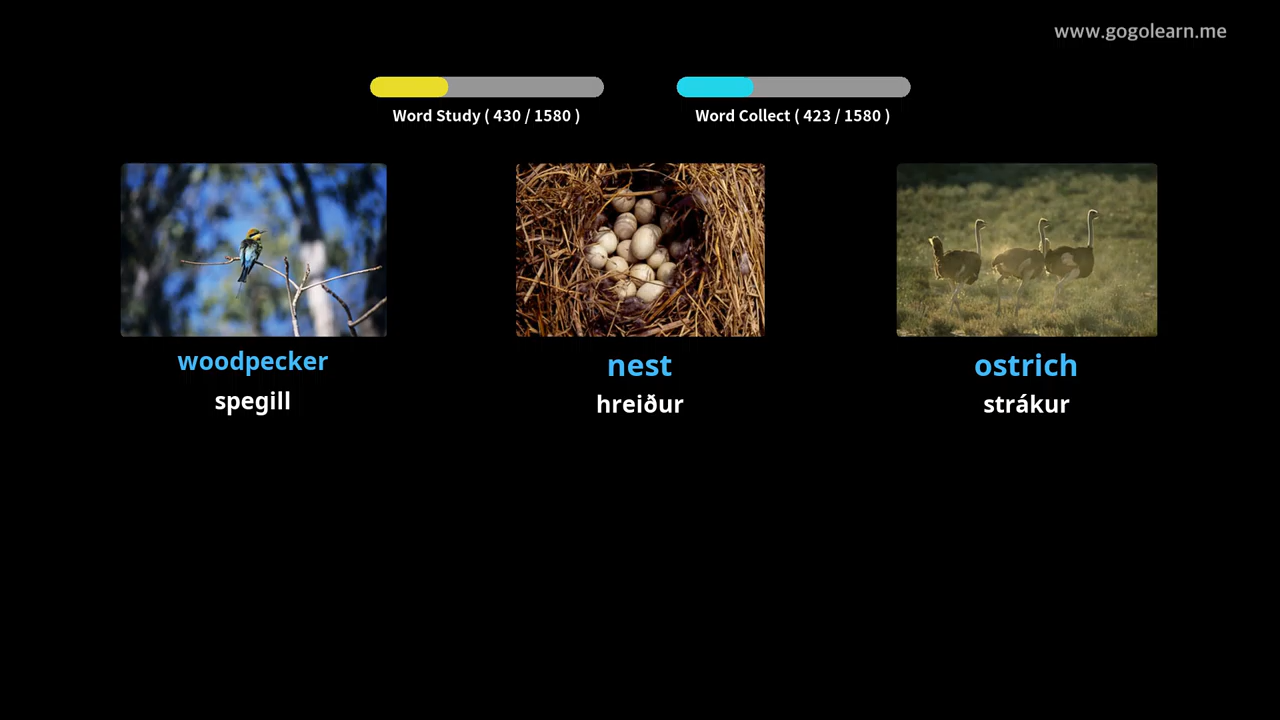 www.gogolearn.me
Word Study ( 430 / 1580 )
Word Collect ( 423 / 1580 )
woodpecker
spegill
nest
hreiður
ostrich
strákur